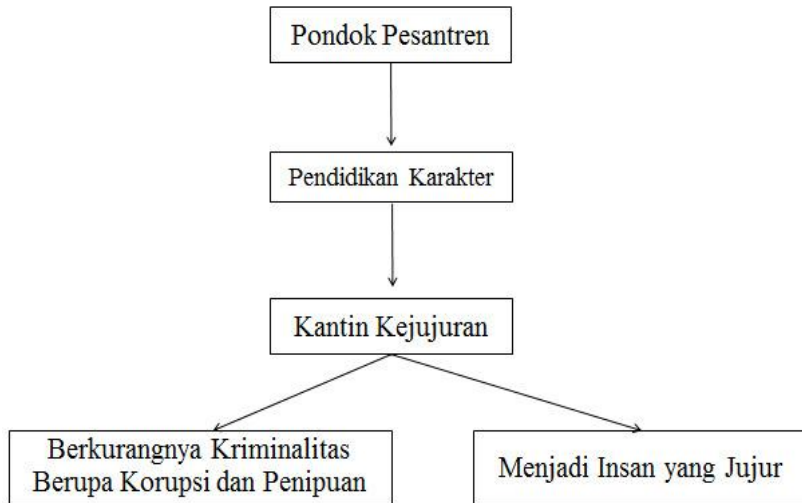 Pondok Pesantren
Pendidikan Karakter
Kantin Kejujuran
Berkurangnya Kriminalitas
Berupa Korupsi dan Penipuan
Menjadi Insan yang Jujur